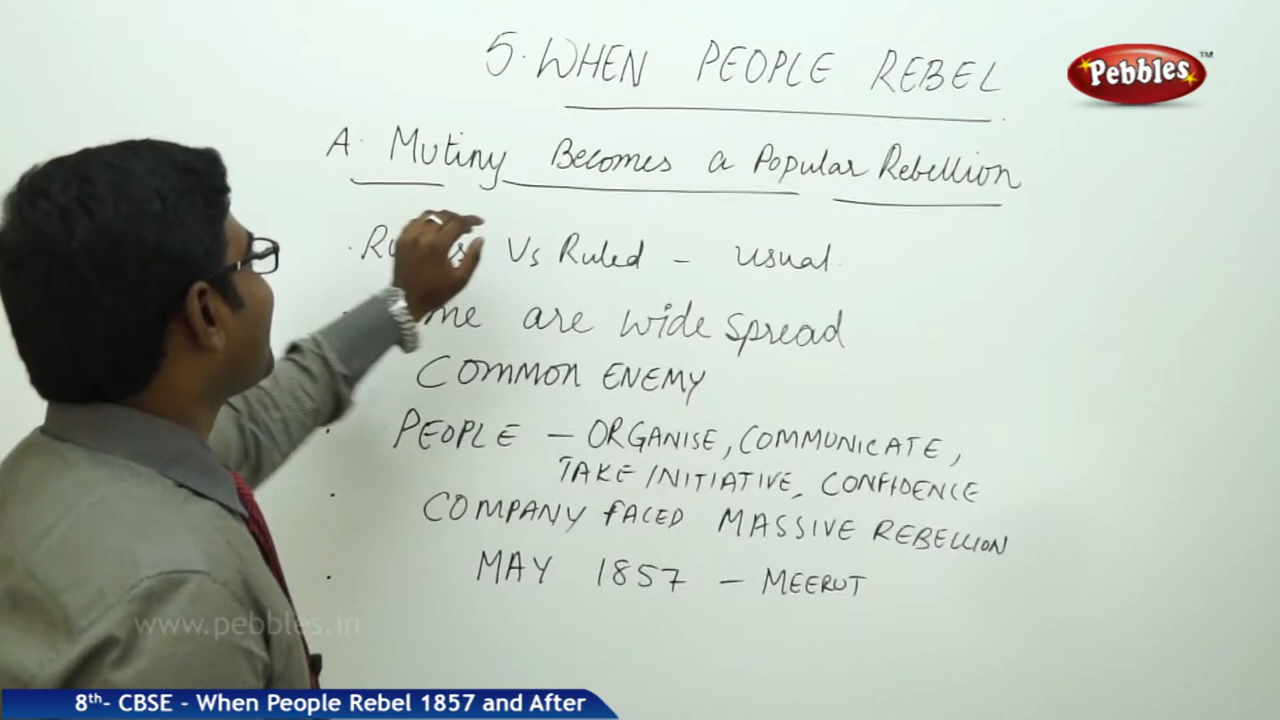 5. WHEN PEOPLE REBEL
Pebbles™
A. Mutiny Becomes a Popular Rebellion
Vs Ruled - usual.
are wide spread
COMMON ENEMY
PEOPLE - ORGANISE, COMMUNICATE,
TAKE INITIATIVE, CONFIDENCE
COMPANY FACED MASSIVE REBELLION
MAY 1857 - MEERUT
www.pebbles.in
8th- CBSE - When People Rebel 1857 and After